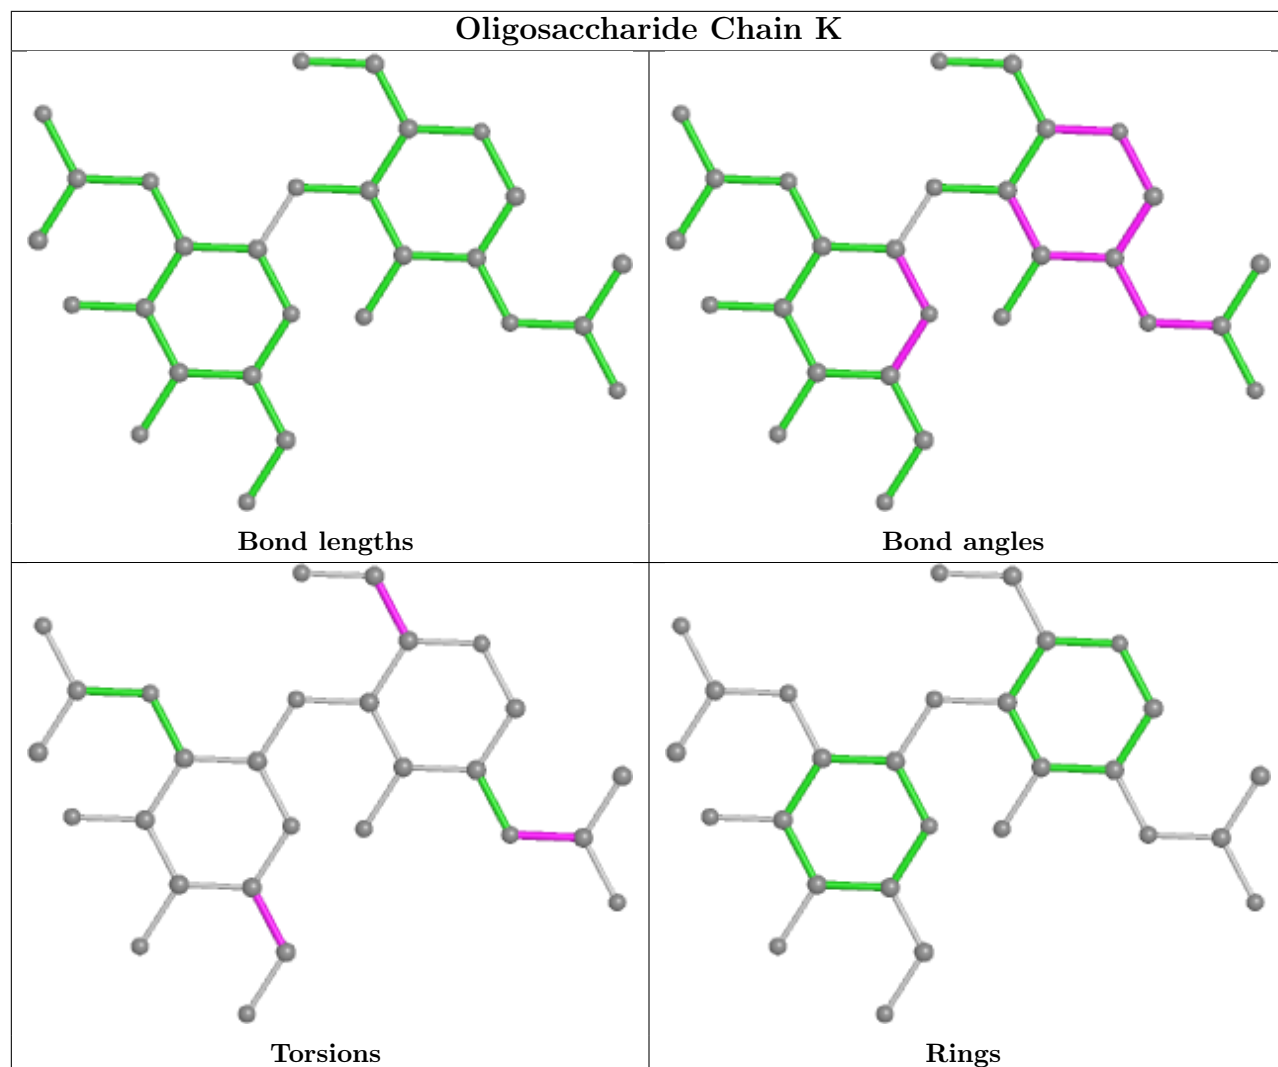 Oligosaccharide Chain K
Bond lengths
Bond angles
Torsions
Rings